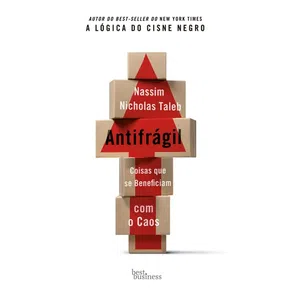 AUTOR DO BEST-SELLER DO NEW YORK TIMES
A LÓGICA DO CISNE NEGRO
Nassim
Nicholas Taleb
Antifrágil
Coisas que
se Beneficiam
com
o Caos
best.
business